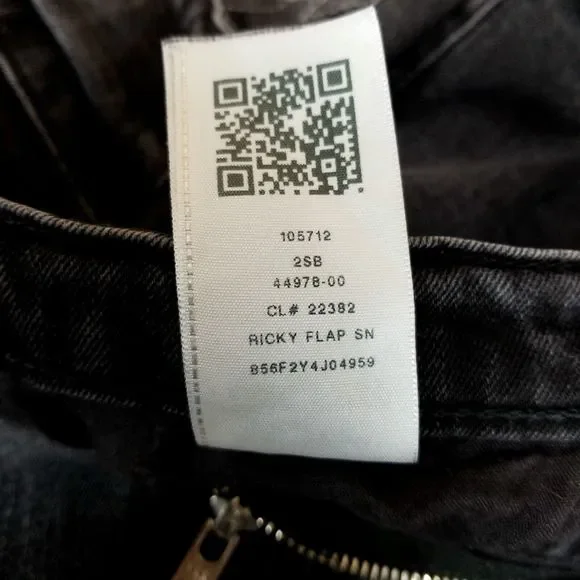 105712
2SB
44978-00
CL# 22382
RICKY FLAP SN
856F2Y4J04959